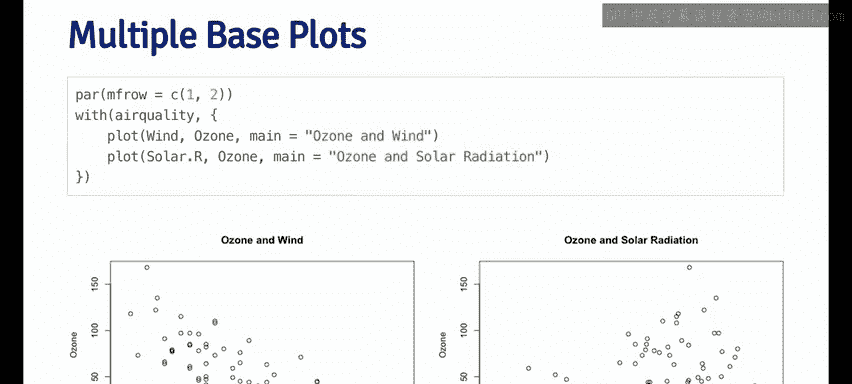 Multiple Base Plots
par(mfrow = c(1, 2))
with(airquality, {
plot(Wind, Ozone, main = "Ozone and Wind")
plot(Solar.R, Ozone, main = "Ozone and Solar Radiation")
})
Ozone and Wind
Ozone and Solar Radiation
150
100
50
Ozone
150
100
50
Ozone